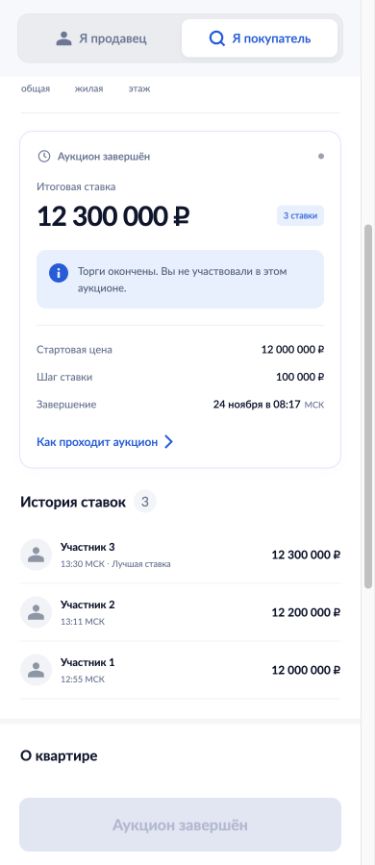 Я продавец
Я покупатель
общая жилая этаж
Аукцион завершён
Итоговая ставка
12 300 000 ₽
3 ставки
Торги окончены. Вы не участвовали в этом
аукционе.
Стартовая цена 12 000 000 ₽
Шаг ставки 100 000 ₽
Завершение 24 ноября в 08:17 МСК
Как проходит аукцион
История ставок 3
Участник 3
13:30 МСК · Лучшая ставка
12 300 000 ₽
Участник 2
13:11 МСК
12 200 000 ₽
Участник 1
12:55 МСК
12 000 000 ₽
О квартире
Аукцион завершён